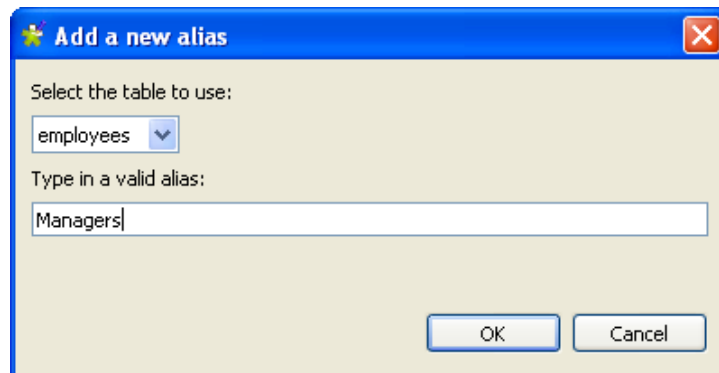 Add a new alias
Select the table to use:
employees
Type in a valid alias:
Managers
OK Cancel